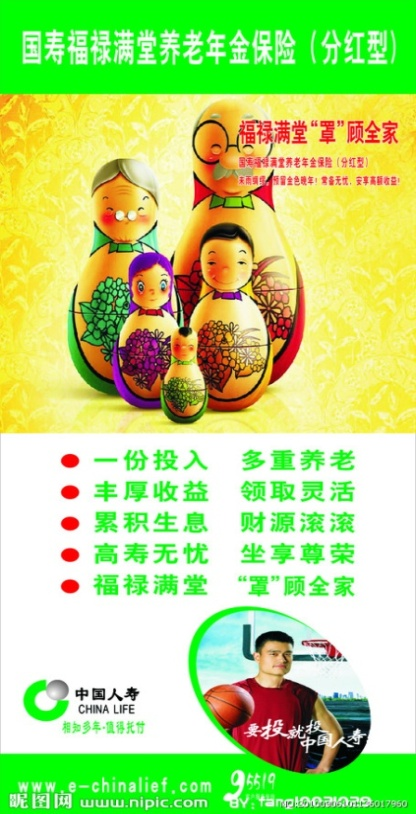 国寿福禄满堂养老年金保险（分红型）
福禄满堂“罩”顾全家
国寿福禄满堂养老年金保险（分红型）
未雨绸缪，预留金色晚年！常备无忧、安享高额收益！
一份投入 多重养老
丰厚收益 领取灵活
累积生息 财源滚滚
高寿无忧 坐享尊荣
福禄满堂 “罩”顾全家
中国人寿
CHINA LIFE
相知多年·值得托付
要投就投
中国人寿
www.e-chinalief.com
95519
昵图网 www.nipic.com